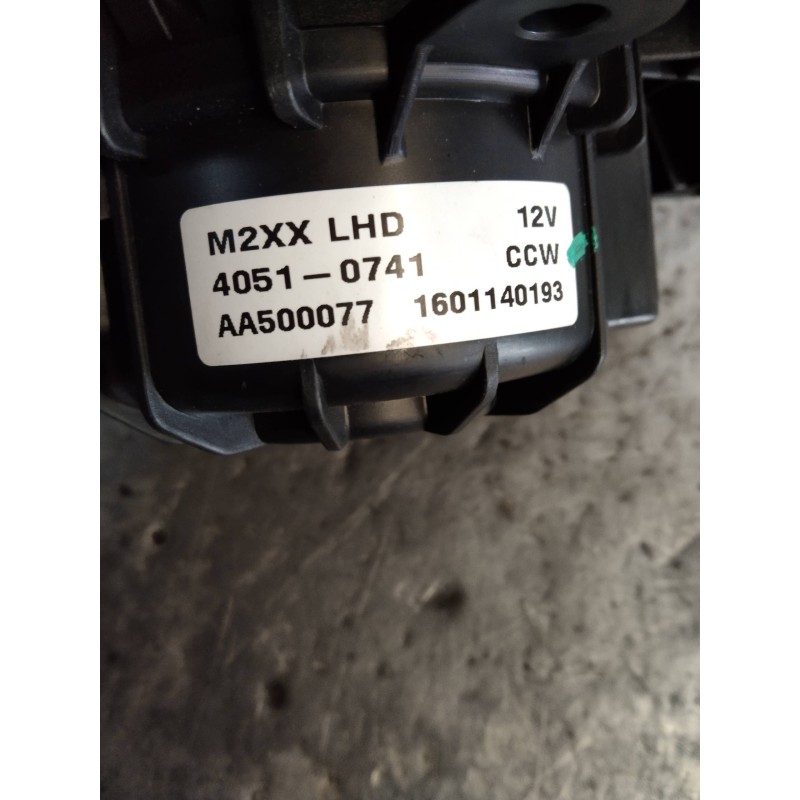 M2XX LHD 12V
4051-0741 CCW
AA500077 1601140193